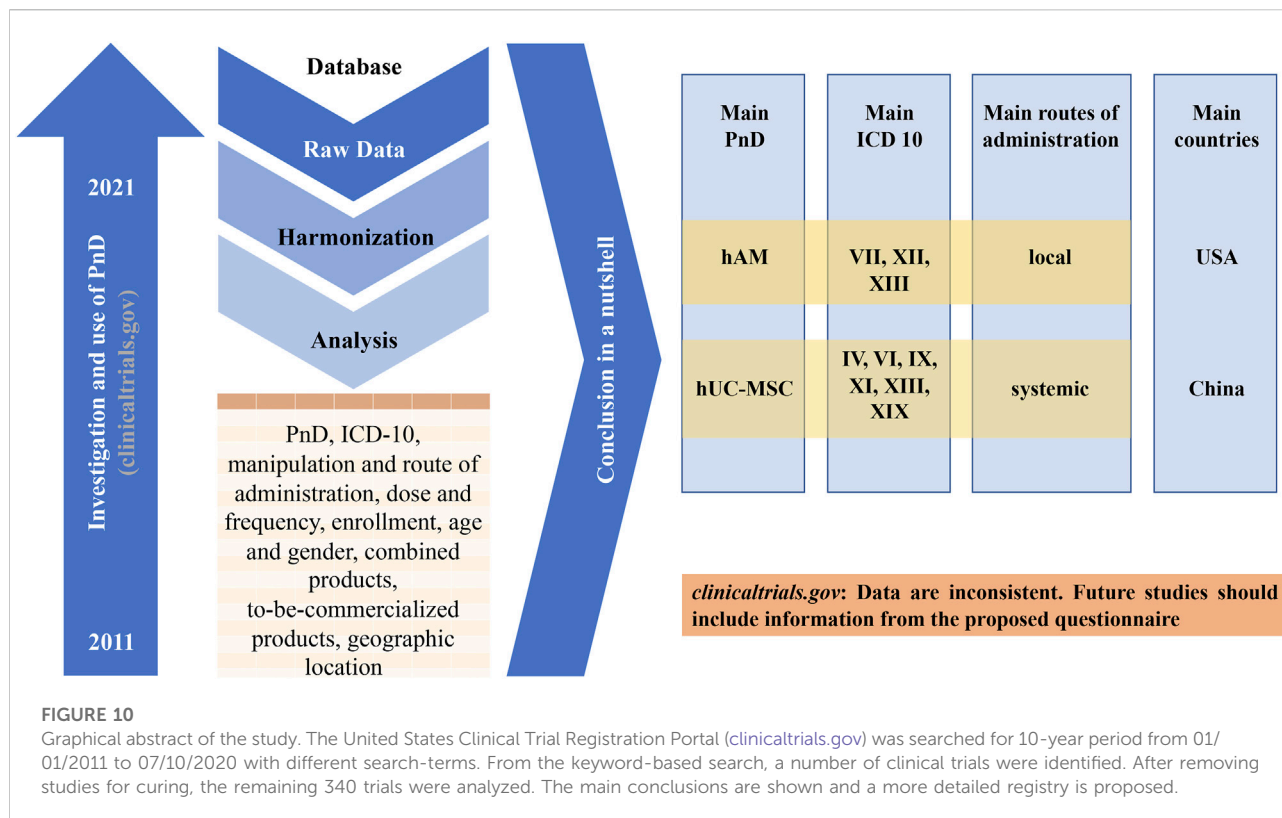 Investigation and use of PnD
(clinicaltrials.gov)
2021
2011
Database
Raw Data
Harmonization
Analysis
PnD, ICD-10,
manipulation and route of
administration, dose and
frequency, enrollment, age
and gender, combined
products,
to-be-commercialized
products, geographic
location
Conclusion in a nutshell
Main
PnD
hAM
hUC-MSC
Main
ICD 10
VII, XII,
XIII
IV, VI, IX,
XI, XIII,
XIX
Main routes of
administration
local
systemic
Main
countries
USA
China
clinicaltrials.gov: Data are inconsistent. Future studies should
include information from the proposed questionnaire
FIGURE 10
Graphical abstract of the study. The United States Clinical Trial Registration Portal (clinicaltrials.gov) was searched for 10-year period from 01/
01/2011 to 07/10/2020 with different search-terms. From the keyword-based search, a number of clinical trials were identified. After removing
studies for curing, the remaining 340 trials were analyzed. The main conclusions are shown and a more detailed registry is proposed.